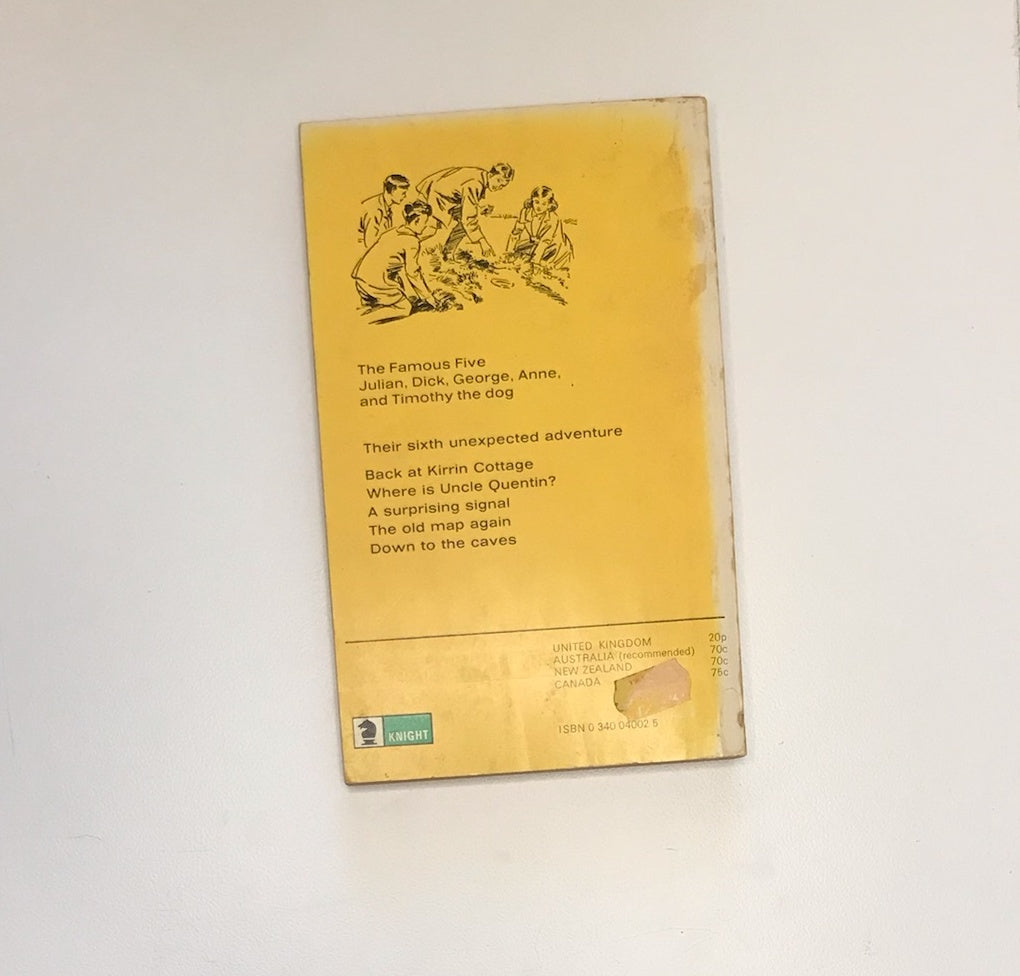 The Famous Five
Julian, Dick, George, Anne,
and Timothy the dog
Their sixth unexpected adventure
Back at Kirrin Cottage
Where is Uncle Quentin?
A surprising signal
The old map again
Down to the caves
UNITED KINGDOM 20p
AUSTRALIA (recommended) 70c
NEW ZEALAND 70c
CANADA 75c
KNIGHT
ISBN 0 340 04002 5